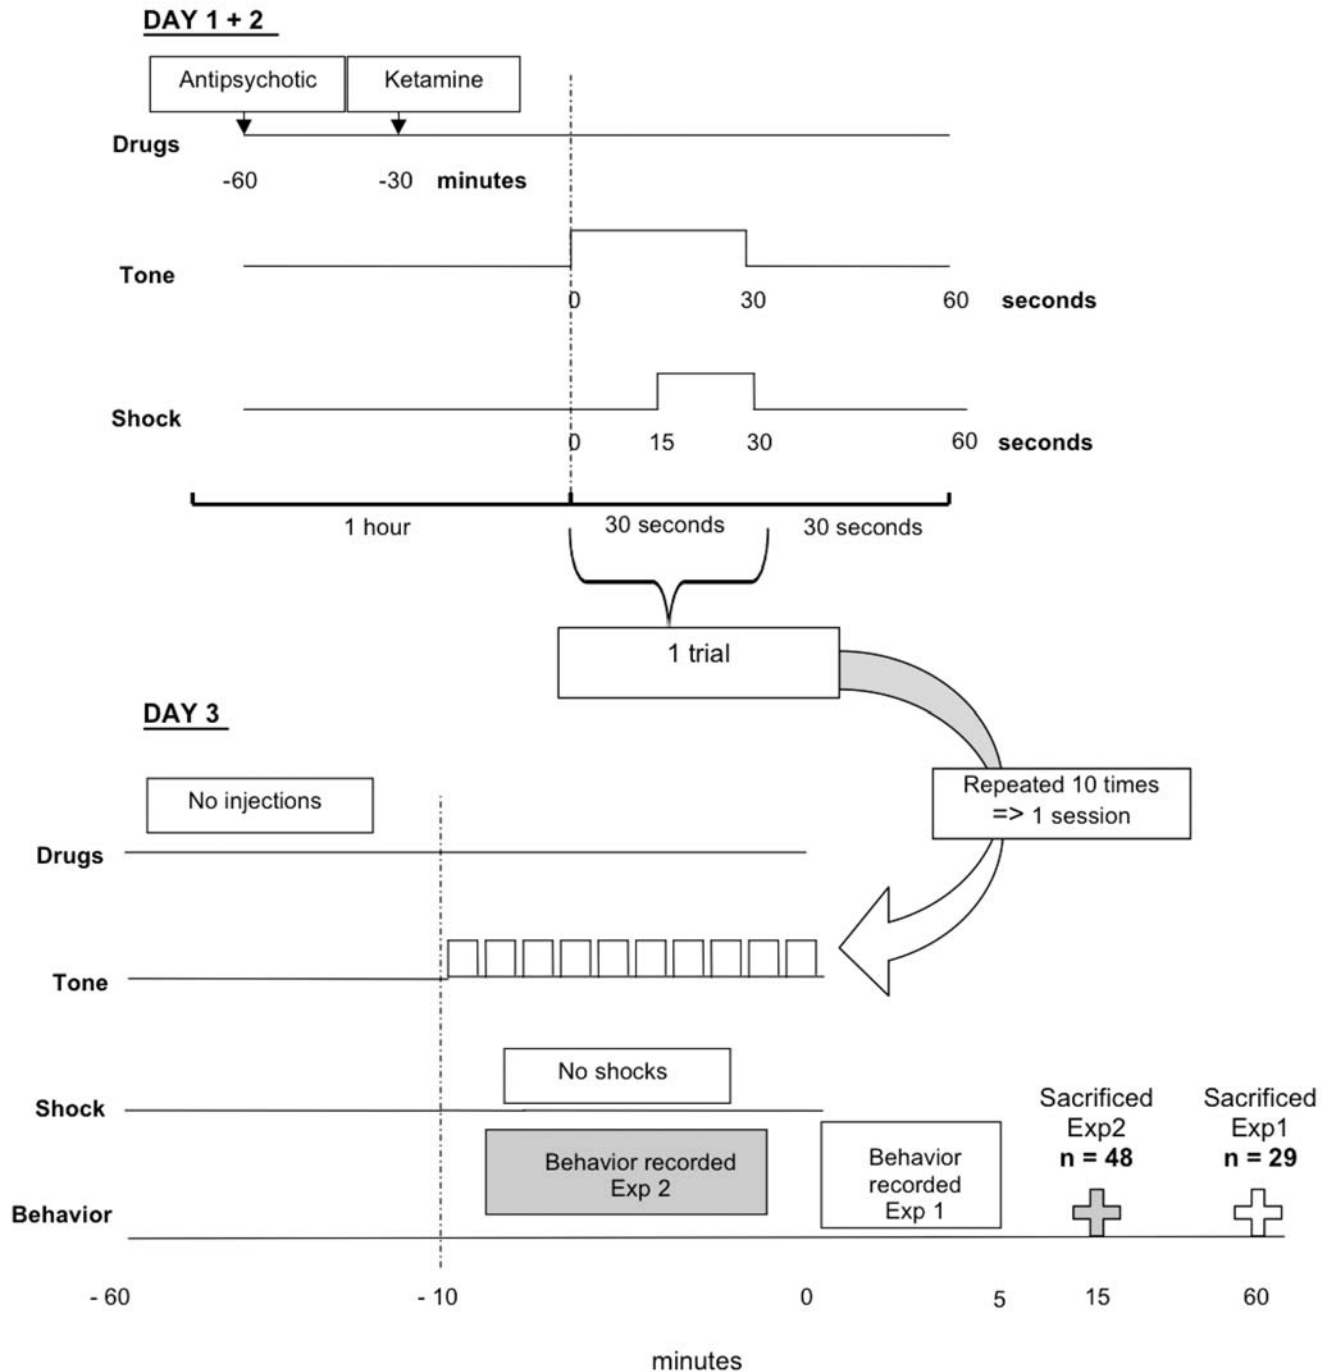 DAY 1 + 2
Antipsychotic
Ketamine
Drugs
-60
-30
minutes
Tone
0
30
60
seconds
Shock
0
15
30
60
seconds
1 hour
30 seconds
30 seconds
1 trial
DAY 3
No injections
Repeated 10 times
=> 1 session
Drugs
Tone
No shocks
Shock
Behavior recorded
Exp 2
Behavior
recorded
Exp 1
Sacrificed
Exp2
n = 48
Sacrificed
Exp1
n = 29
Behavior
- 60
- 10
0
5
15
60
minutes